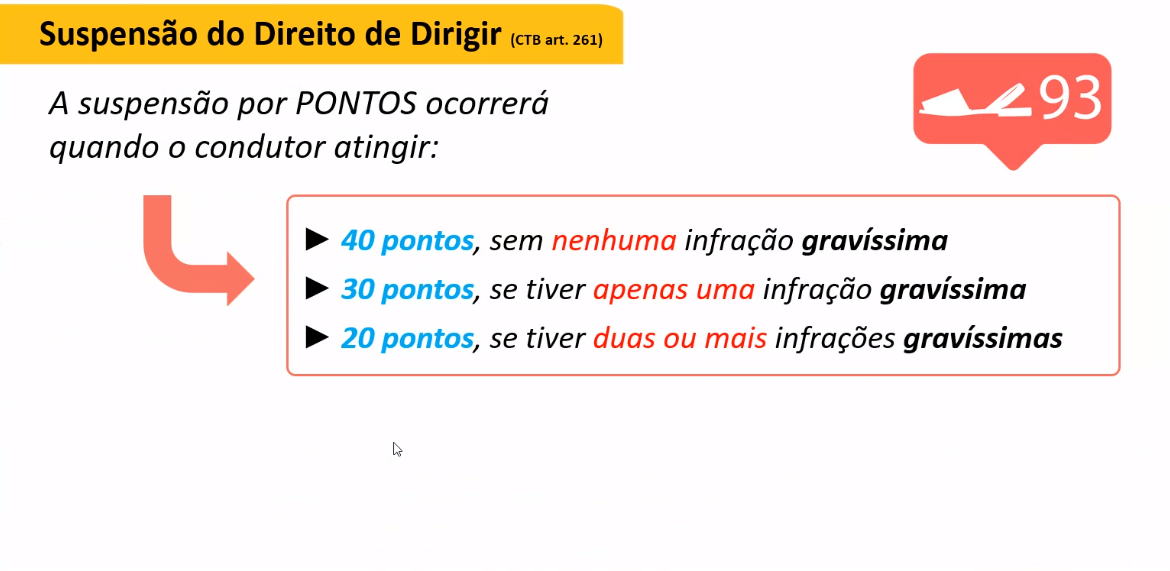 Suspensão do Direito de Dirigir (CTB art. 261)
A suspensão por PONTOS ocorrerá
quando o condutor atingir:
93
► 40 pontos, sem nenhuma infração gravíssima
► 30 pontos, se tiver apenas uma infração gravíssima
► 20 pontos, se tiver duas ou mais infrações gravíssimas